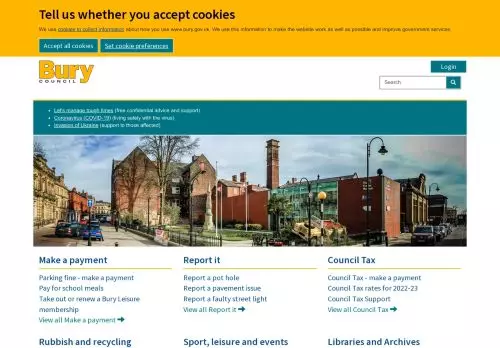 Tell us whether you accept cookies
We use cookies to collect information about how you use www.bury.gov.uk. We use this information to make the website work as well as possible and improve government services.
Accept all cookies
Set cookie preferences
Bury
COUNCIL
Login
Search
Let's manage tough times (free confidential advice and support)
Coronavirus (COVID-19) (living safely with the virus)
Invasion of Ukraine (support to those affected)
Make a payment
Report it
Council Tax
Parking fine - make a payment
Report a pot hole
Council Tax - make a payment
Pay for school meals
Report a pavement issue
Council Tax rates for 2022-23
Take out or renew a Bury Leisure
membership
Report a faulty street light
Council Tax Support
View all Make a payment
View all Report it
View all Council Tax
Rubbish and recycling
Sport, leisure and events
Libraries and Archives